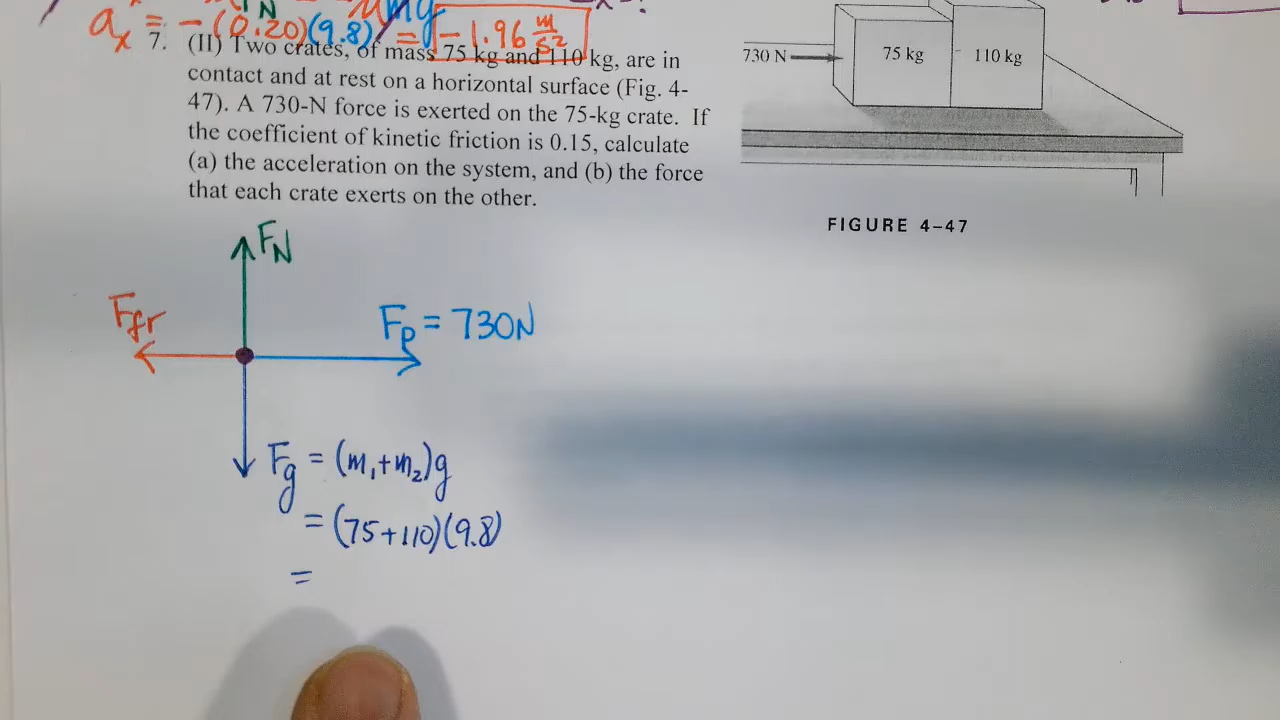 aₓ = -(0.20)(9.8) = -1.96 m/s²
7. (II) Two crates, of mass 75 kg and 110 kg, are in
contact and at rest on a horizontal surface (Fig. 4-
47). A 730-N force is exerted on the 75-kg crate. If
the coefficient of kinetic friction is 0.15, calculate
(a) the acceleration on the system, and (b) the force
that each crate exerts on the other.
730 N
75 kg
110 kg
FIGURE 4-47
F_N
F_fr
F_p = 730N
F_g = (m₁+m₂)g
= (75+110)(9.8)
=